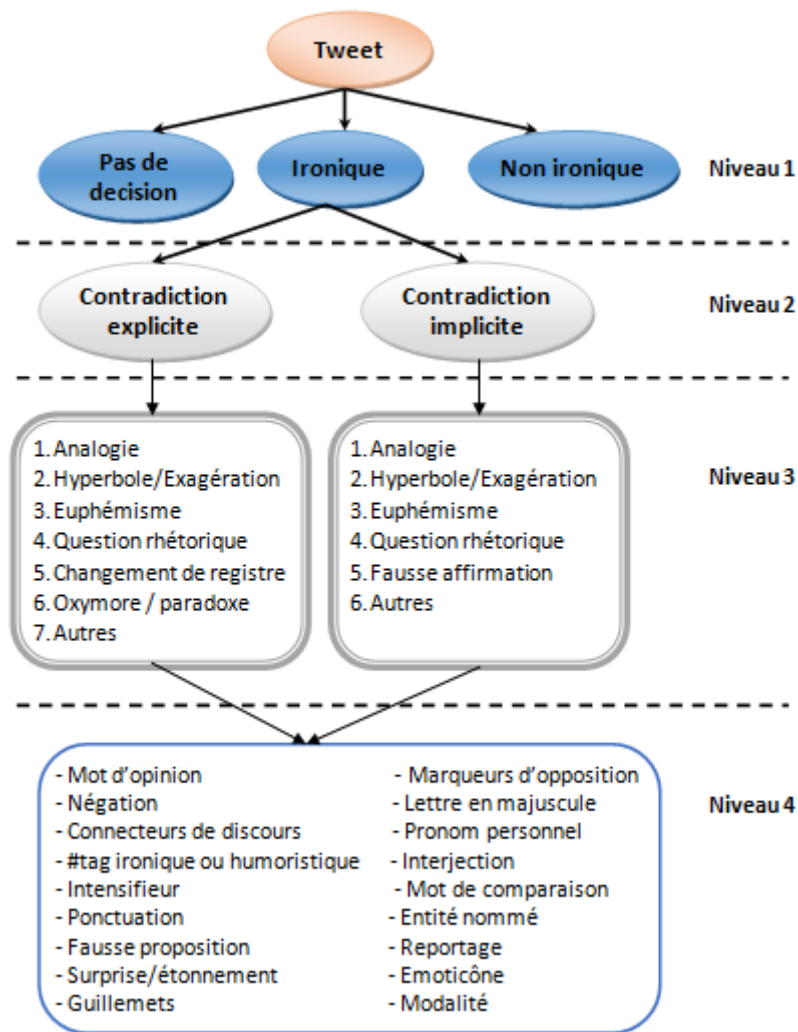 Tweet
Pas de
decision
Ironique
Non ironique
Niveau 1
Contradiction
explicite
Contradiction
implicite
Niveau 2
1. Analogie
2. Hyperbole/Exagération
3. Euphémisme
4. Question rhétorique
5. Changement de registre
6. Oxymore / paradoxe
7. Autres
1. Analogie
2. Hyperbole/Exagération
3. Euphémisme
4. Question rhétorique
5. Fausse affirmation
6. Autres
Niveau 3
- Mot d'opinion
- Négation
- Connecteurs de discours
- #tag ironique ou humoristique
- Intensifieur
- Ponctuation
- Fausse proposition
- Surprise/étonnement
- Guillemets
- Marqueurs d'opposition
- Lettre en majuscule
- Pronom personnel
- Interjection
- Mot de comparaison
- Entité nommé
- Reportage
- Emoticône
- Modalité
Niveau 4